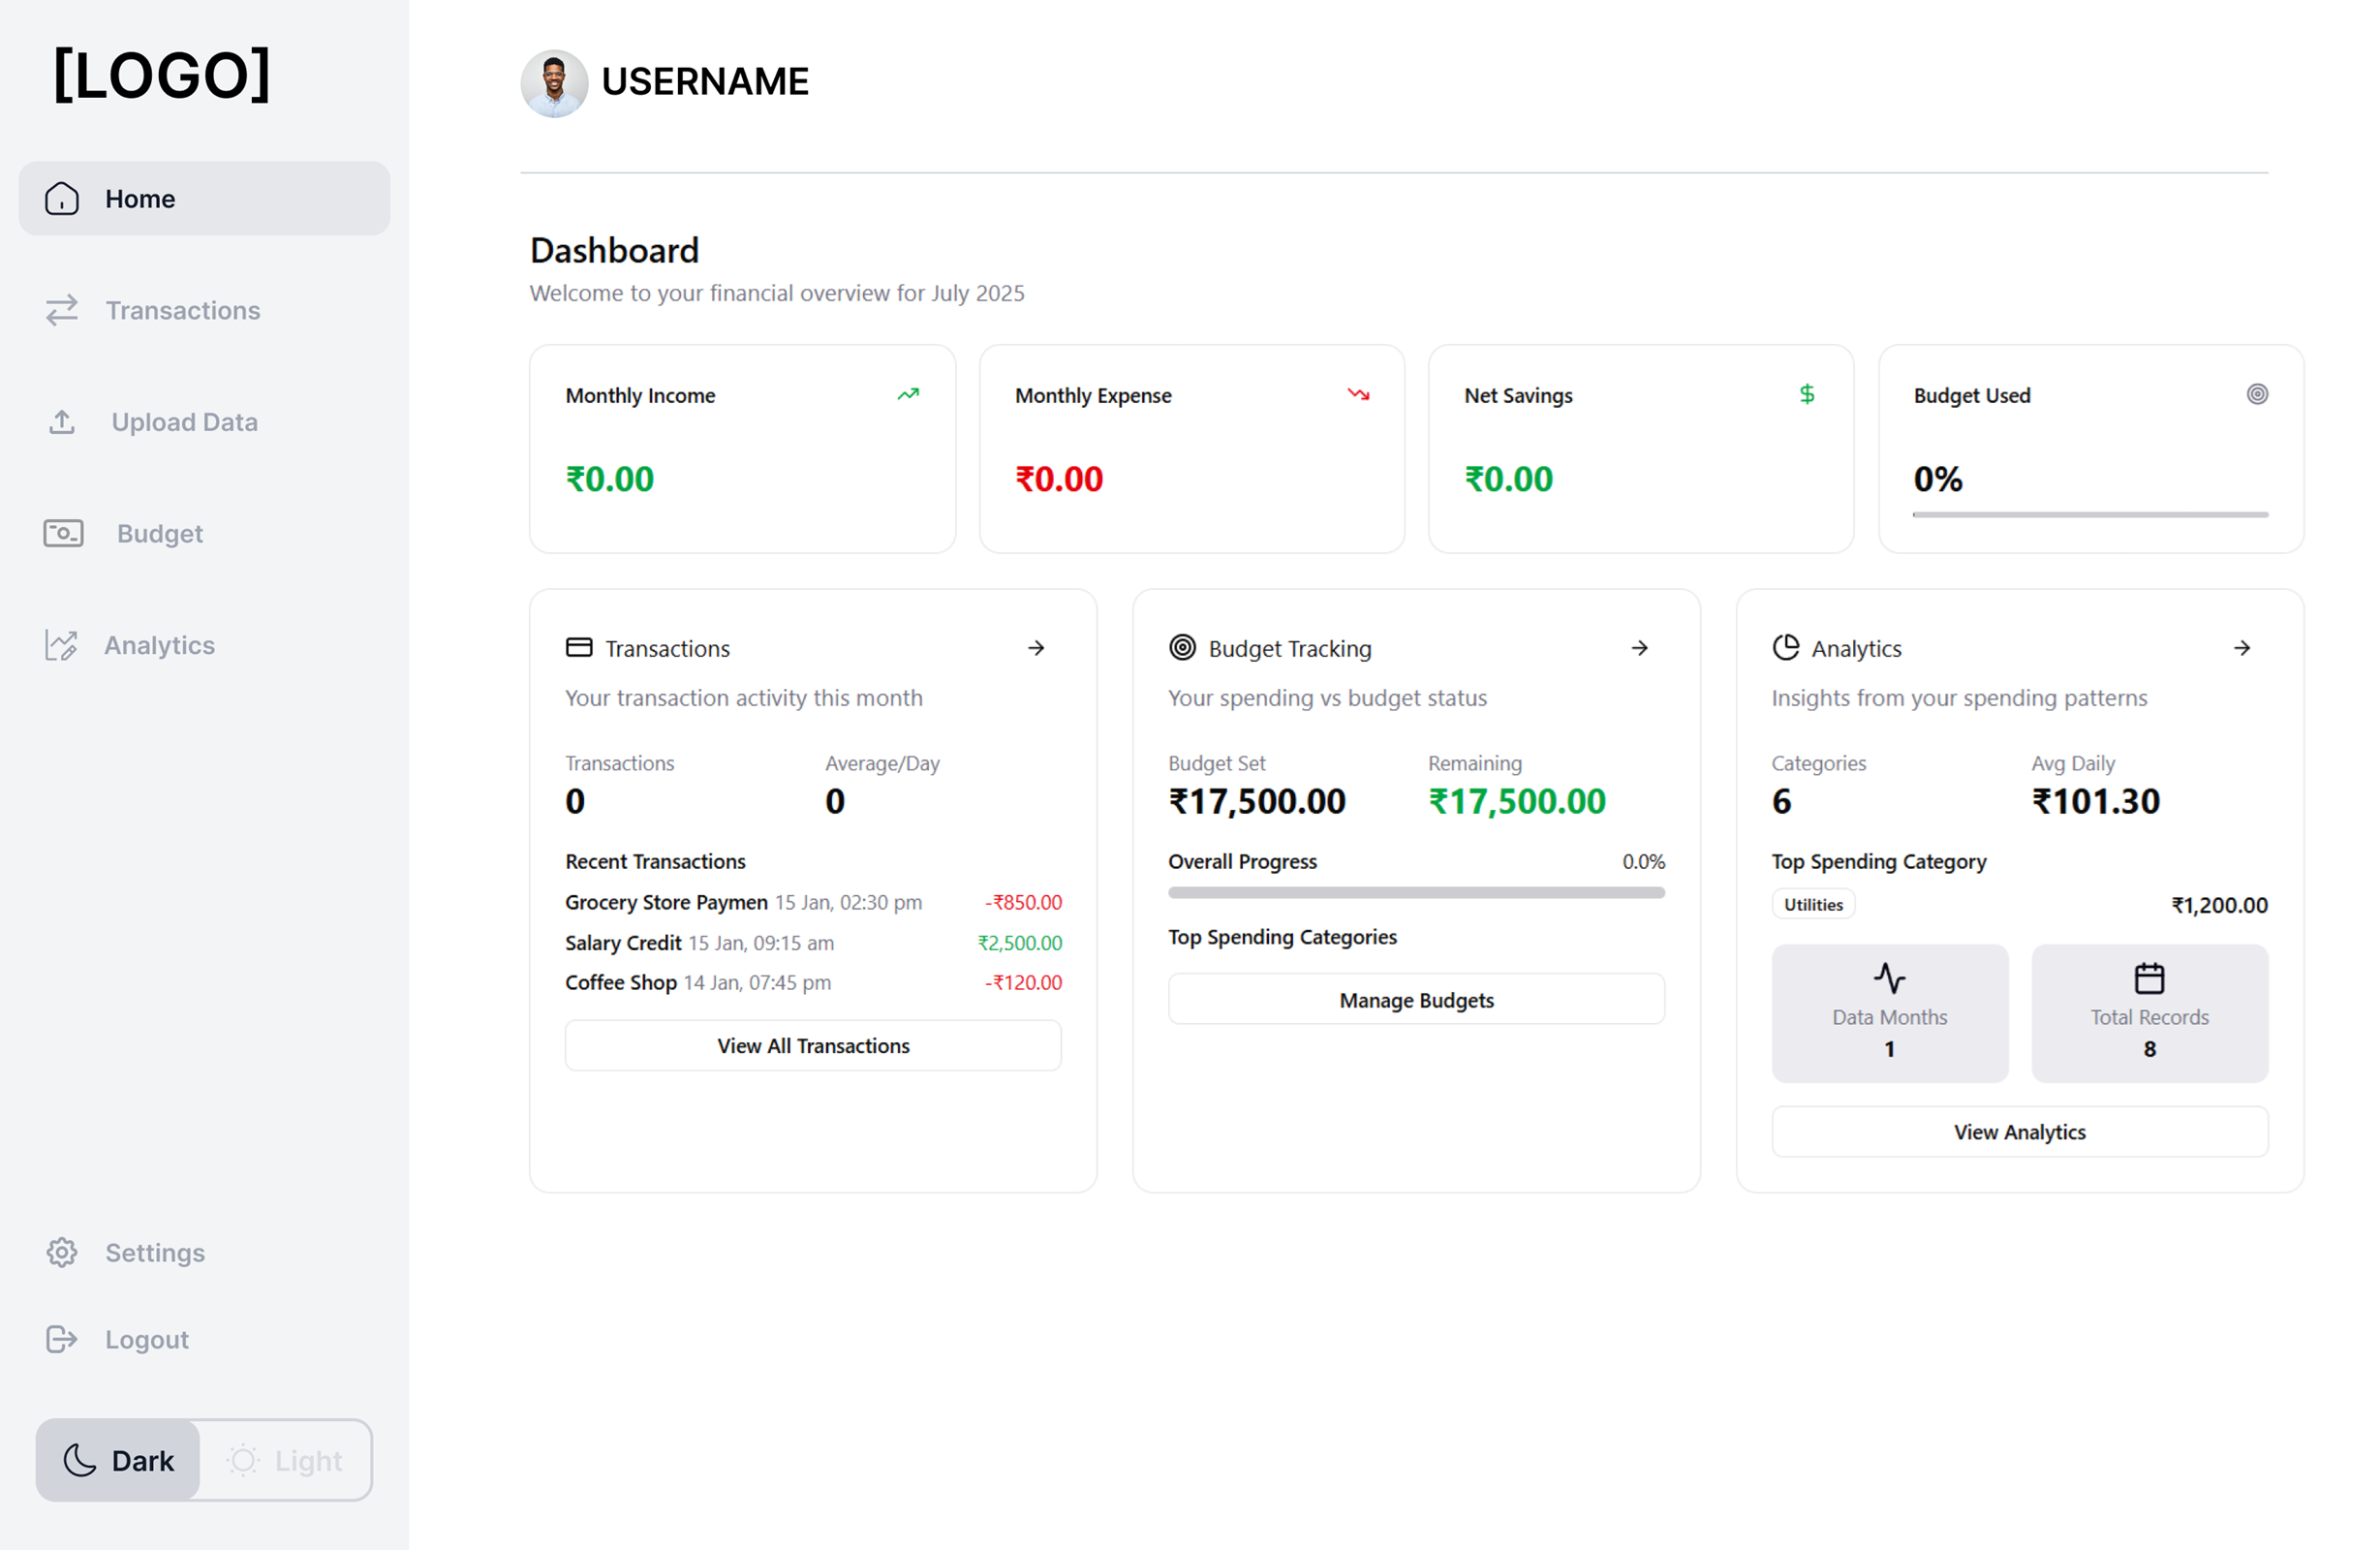 [LOGO]
USERNAME
Home
Transactions
Upload Data
Budget
Analytics
Settings
Logout
Dark Light
Dashboard
Welcome to your financial overview for July 2025
Monthly Income
₹0.00
Monthly Expense
₹0.00
Net Savings
₹0.00
Budget Used
0%
Transactions
Your transaction activity this month
Transactions Average/Day
0 0
Recent Transactions
Grocery Store Paymen 15 Jan, 02:30 pm -₹850.00
Salary Credit 15 Jan, 09:15 am ₹2,500.00
Coffee Shop 14 Jan, 07:45 pm -₹120.00
View All Transactions
Budget Tracking
Your spending vs budget status
Budget Set Remaining
₹17,500.00 ₹17,500.00
Overall Progress 0.0%
Top Spending Categories
Manage Budgets
Analytics
Insights from your spending patterns
Categories Avg Daily
6 ₹101.30
Top Spending Category
Utilities ₹1,200.00
Data Months Total Records
1 8
View Analytics